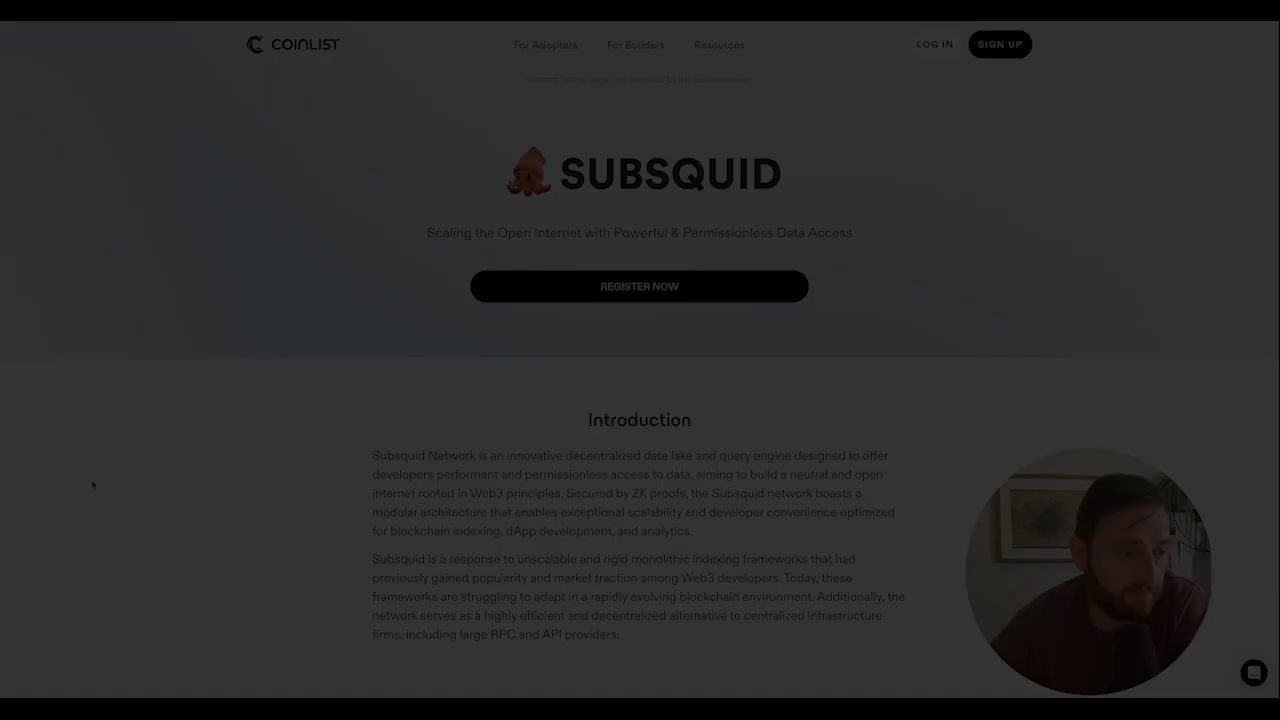 COINLIST
For Adopters
For Builders
Resources
LOG IN
SIGN UP
SUBSQUID
Scaling the Open Internet with Powerful & Permissionless Data Access
REGISTER NOW
Introduction
Subsquid Network is an innovative decentralized data lake and query engine designed to offer
developers performant and permissionless access to data, aiming to build a neutral and open
internet rooted in Web3 principles. Secured by ZK proofs, the Subsquid network boasts a
modular architecture that enables exceptional scalability and developer convenience optimized
for blockchain indexing, dApp development, and analytics.
Subsquid is a response to unscalable and rigid monolithic indexing frameworks that had
previously gained popularity and market traction among Web3 developers. Today, these
frameworks are struggling to adapt in a rapidly evolving blockchain environment. Additionally, the
network serves as a highly efficient and decentralized alternative to centralized infrastructure
firms, including large RPC and API providers.